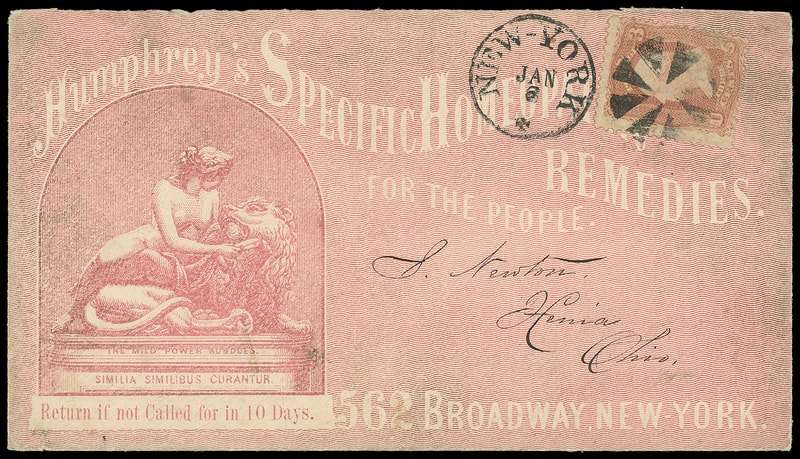 Humphrey's SPECIFIC
REMEDIES.
FOR THE PEOPLE.
NEW-YORK
JAN
S. Newton.
Xenia
Ohio.
THE MILD POWER SUBDUES.
SIMILIA SIMILIBUS CURANTUR.
Return if not Called for in 10 Days.
562 BROADWAY, NEW-YORK.